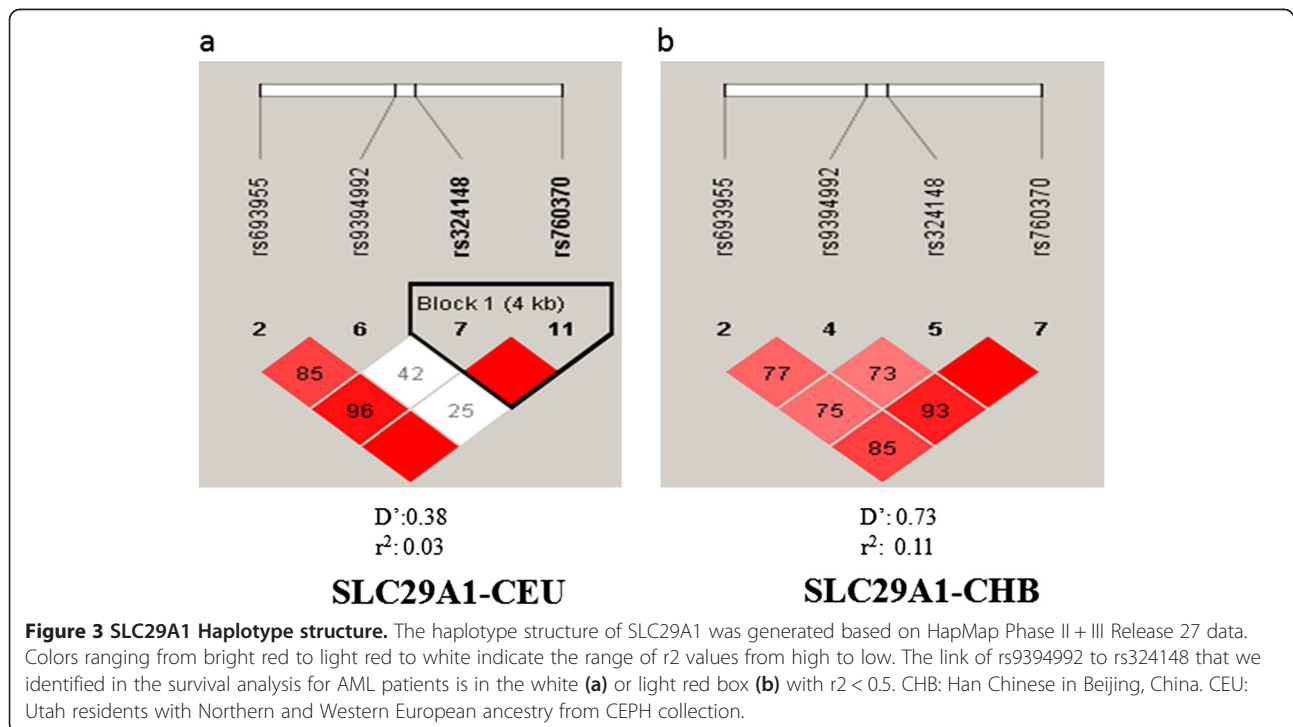 a
b
rs693955
rs9394992
rs324148
rs760370
rs693955
rs9394992
rs324148
rs760370
Block 1 (4 kb)
2 6 7 11
2 4 5 7
85 42
96 25
77 73
75 93
85
D’:0.38
r²: 0.03
SLC29A1-CEU
D’:0.73
r²: 0.11
SLC29A1-CHB
Figure 3 SLC29A1 Haplotype structure. The haplotype structure of SLC29A1 was generated based on HapMap Phase II + III Release 27 data.
Colors ranging from bright red to light red to white indicate the range of r2 values from high to low. The link of rs9394992 to rs324148 that we
identified in the survival analysis for AML patients is in the white (a) or light red box (b) with r2 < 0.5. CHB: Han Chinese in Beijing, China. CEU:
Utah residents with Northern and Western European ancestry from CEPH collection.